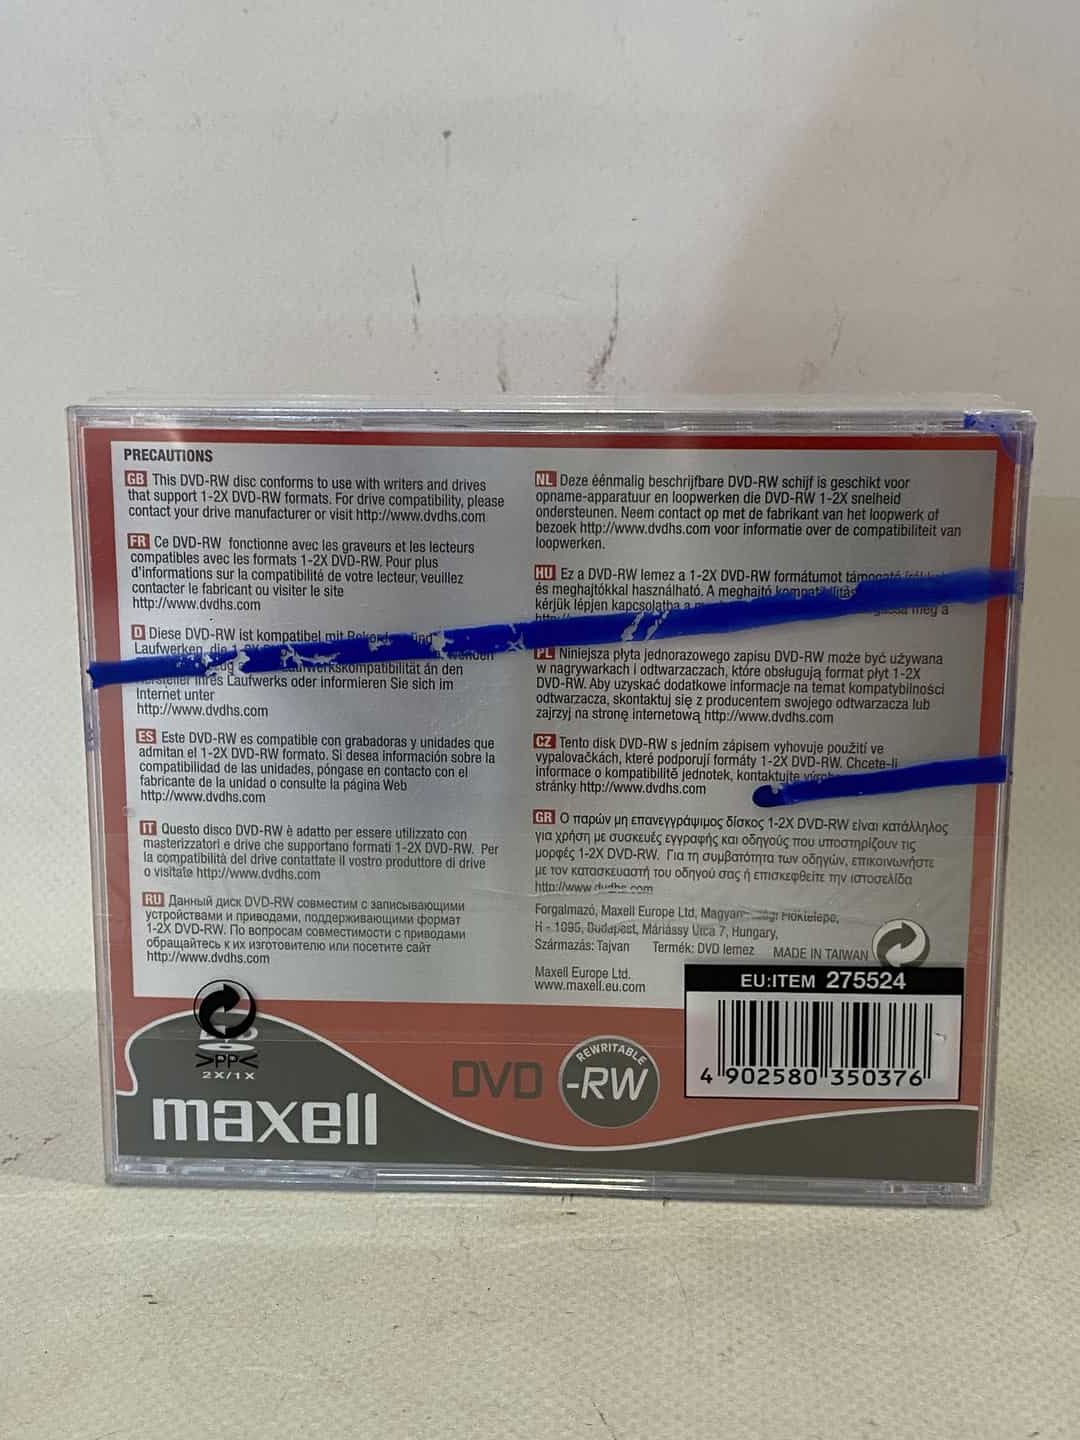 PRECAUTIONS
GB This DVD-RW disc conforms to use with writers and drives
that support 1-2X DVD-RW formats. For drive compatibility, please
contact your drive manufacturer or visit http://www.dvdhs.com
FR Ce DVD-RW fonctionne avec les graveurs et les lecteurs
compatibles avec les formats 1-2X DVD-RW. Pour plus
d'informations sur la compatibilité de votre lecteur, veuillez
contacter le fabricant ou visiter le site
http://www.dvdhs.com
D Diese DVD-RW ist kompatibel mit
Laufwerken, die
Laufwerkskompatibilität án den
Hersteller Ihres Laufwerks oder informieren Sie sich im
Internet unter
http://www.dvdhs.com
ES Este DVD-RW es compatible con grabadoras y unidades que
admitan el 1-2X DVD-RW formato. Si desea información sobre la
compatibilidad de las unidades, póngase en contacto con el
fabricante de la unidad o consulte la página Web
http://www.dvdhs.com
IT Questo disco DVD-RW è adatto per essere utilizzato con
masterizzatori e drive che supportano formati 1-2X DVD-RW. Per
la compatibilità del drive contattate il vostro produttore di drive
o visitate http://www.dvdhs.com
RU Данный диск DVD-RW совместим с записывающими
устройствами и приводами, поддерживающими формат
1-2X DVD-RW. По вопросам совместимости с приводами
обращайтесь к их изготовителю или посетите сайт
http://www.dvdhs.com
NL Deze éénmalig beschrijfbare DVD-RW schijf is geschikt voor
opname-apparatuur en loopwerken die DVD-RW 1-2X snelheid
ondersteunen. Neem contact op met de fabrikant van het loopwerk of
bezoek http://www.dvdhs.com voor informatie over de compatibiliteit van
loopwerken.
HU Ez a DVD-RW lemez a 1-2X DVD-RW formátumot támogató
és meghajtókkal használható. A meghajtó kompatibilitás
kérjük lépjen kapcsolatba a
PL Niniejsza płyta jednorazowego zapisu DVD-RW może być używana
w nagrywarkach i odtwarzaczach, które obsługują format płyt 1-2X
DVD-RW. Aby uzyskać dodatkowe informacje na temat kompatybilności
odtwarzacza, skontaktuj się z producentem swojego odtwarzacza lub
zajrzyj na stronę internetową http://www.dvdhs.com
CZ Tento disk DVD-RW s jedním zápisem vyhovuje použití ve
vypalovačkách, které podporují formáty 1-2X DVD-RW. Chcete-li
informace o kompatibilitě jednotek, kontaktujte
stránky http://www.dvdhs.com
GR Ο παρών μη επανεγγράψιμος δίσκος 1-2X DVD-RW είναι κατάλληλος
για χρήση με συσκευές εγγραφής και οδηγούς που υποστηρίζουν τις
μορφές 1-2X DVD-RW. Για τη συμβατότητα των οδηγών, επικοινωνήστε
με τον κατασκευαστή του οδηγού σας ή επισκεφθείτε την ιστοσελίδα
http://www.dvdhs.com
Forgalmazó, Maxell Europe Ltd, Magyarországi Fióktelepe,
H - 1095, Budapest, Máriássy Utca 7, Hungary,
Származás: Tajvan Termék: DVD lemez MADE IN TAIWAN
Maxell Europe Ltd.
www.maxell.eu.com
EU:ITEM 275524
4 902580 350376
>PP<
2X/1X
maxell
DVD
REWRITABLE
-RW